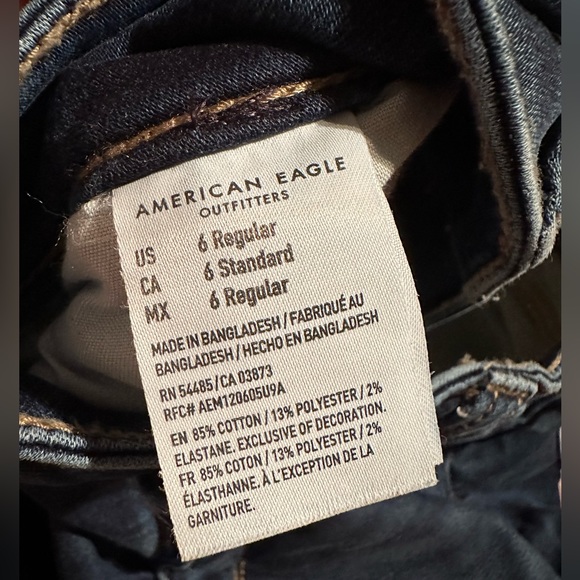 AMERICAN EAGLE
OUTFITTERS
US 6 Regular
CA 6 Standard
MX 6 Regular
MADE IN BANGLADESH / FABRIQUÉ AU
BANGLADESH / HECHO EN BANGLADESH
RN 54485 / CA 03873
RFC# AEM120605U9A
EN 85% COTTON / 13% POLYESTER / 2%
ELASTANE. EXCLUSIVE OF DECORATION.
FR 85% COTON / 13% POLYESTER / 2%
ÉLASTHANNE. À L'EXCEPTION DE LA
GARNITURE.